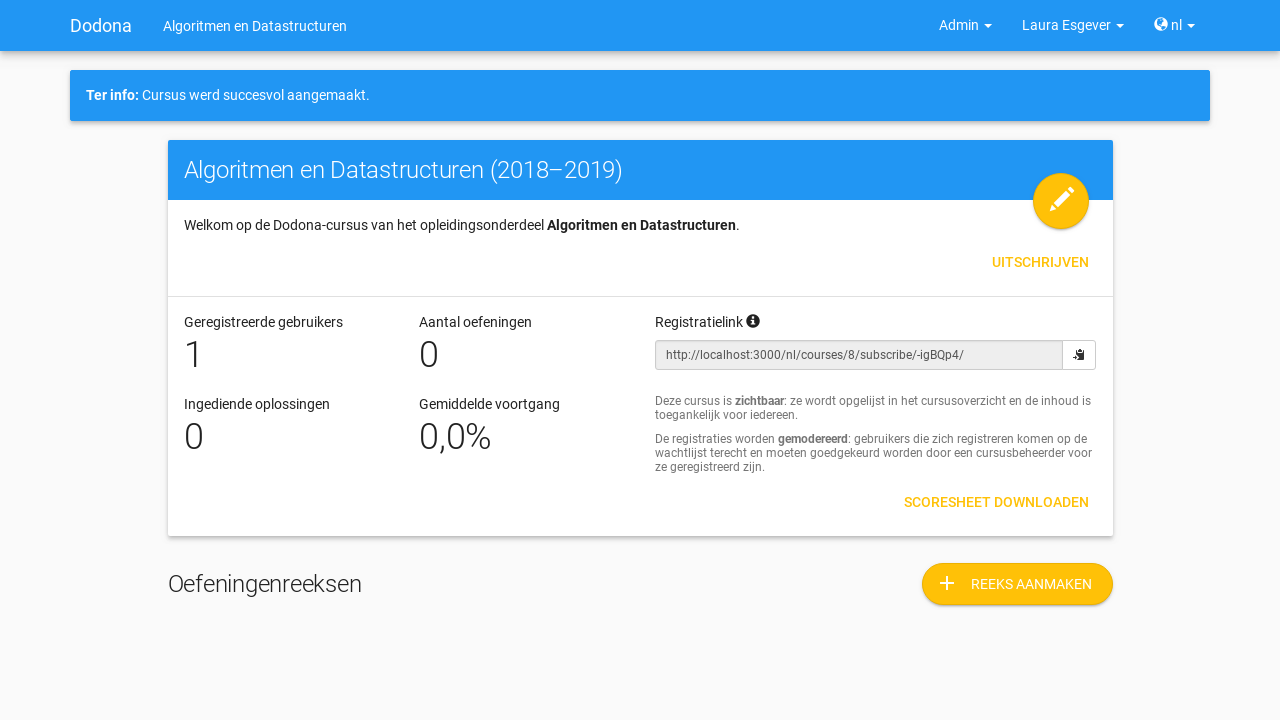 Dodona
Algoritmen en Datastructuren
Admin
Laura Esgever
nl
Ter info: Cursus werd succesvol aangemaakt.
Algoritmen en Datastructuren (2018–2019)
Welkom op de Dodona-cursus van het opleidingsonderdeel Algoritmen en Datastructuren.
UITSCHRIJVEN
Geregistreerde gebruikers
1
Aantal oefeningen
0
Ingediende oplossingen
0
Gemiddelde voortgang
0,0%
Registratielink
http://localhost:3000/nl/courses/8/subscribe/-igBQp4/
Deze cursus is zichtbaar: ze wordt opgelijst in het cursusoverzicht en de inhoud is
toegankelijk voor iedereen.
De registraties worden gemodereerd: gebruikers die zich registreren komen op de
wachtlijst terecht en moeten goedgekeurd worden door een cursusbeheerder voor
ze geregistreerd zijn.
SCORESHEET DOWNLOADEN
Oefeningenreeksen
REEKS AANMAKEN